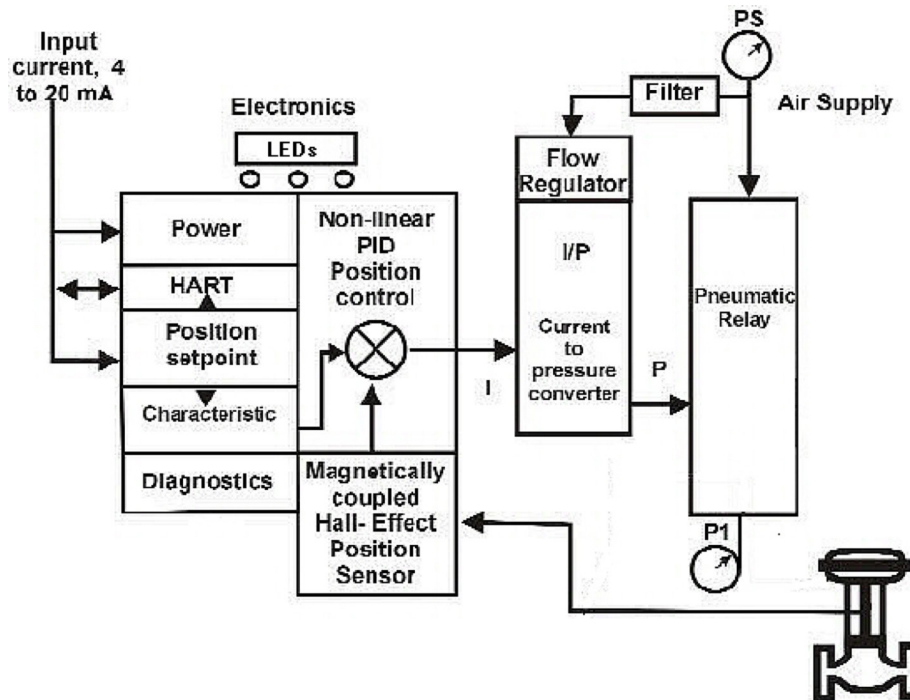 Input
current, 4
to 20 mA
Electronics
LEDs
Power
HART
Position
setpoint
Characteristic
Diagnostics
Non-linear
PID
Position
control
Magnetically
coupled
Hall- Effect
Position
Sensor
I
Flow
Regulator
I/P
Current
to
pressure
converter
P
Filter
PS
Air Supply
Pneumatic
Relay
P1